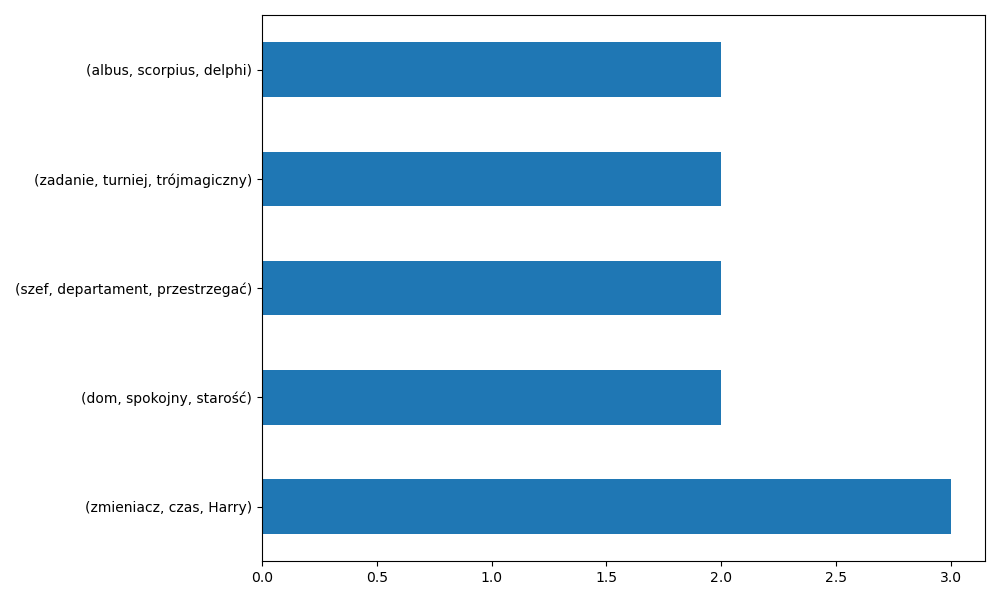 (albus, scorpius, delphi)
(zadanie, turniej, trójmagiczny)
(szef, departament, przestrzegać)
(dom, spokojny, starość)
(zmieniacz, czas, Harry)
0.0 0.5 1.0 1.5 2.0 2.5 3.0